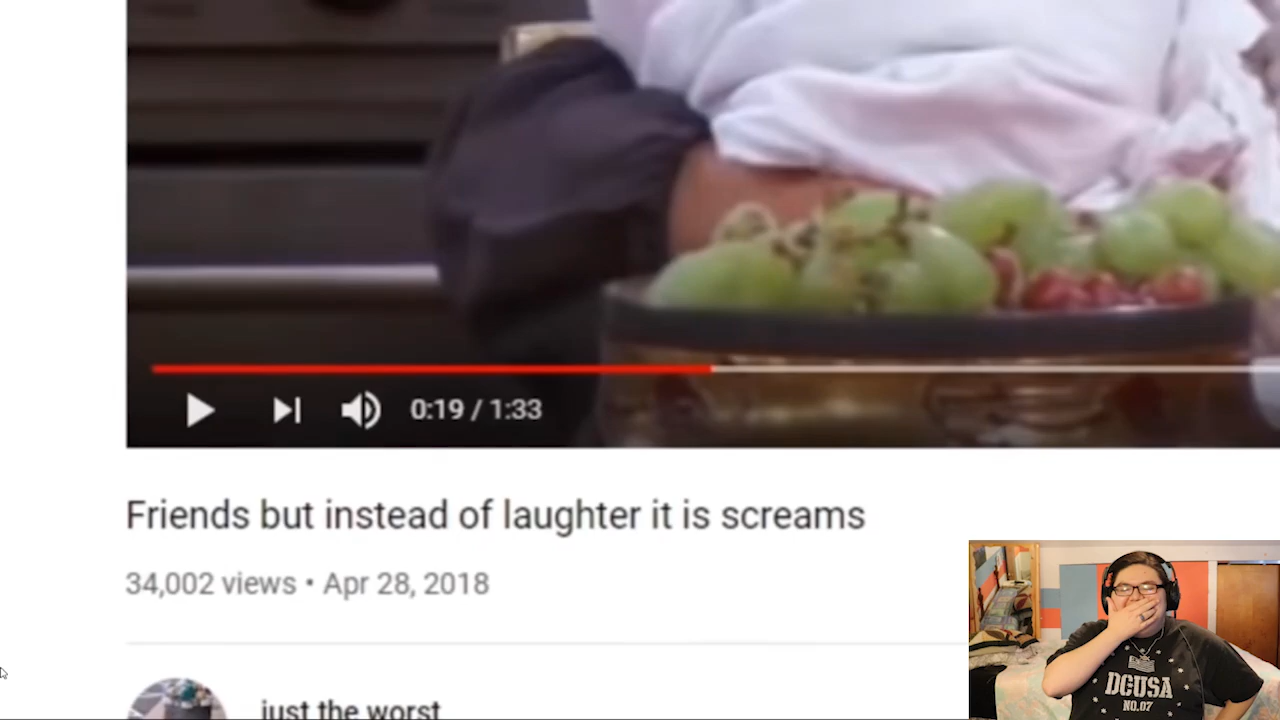 0:19 / 1:33
Friends but instead of laughter it is screams
34,002 views • Apr 28, 2018
just the worst
DCUSA
NO.07